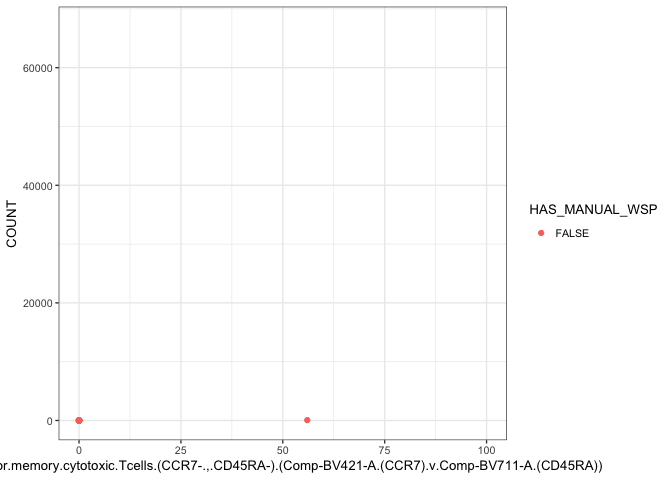 60000
40000
20000
0
COUNT
0 25 50 75 100
or.memory.cytotoxic.Tcells.(CCR7-.,.CD45RA-).(Comp-BV421-A.(CCR7).v.Comp-BV711-A.(CD45RA))
HAS_MANUAL_WSP
FALSE